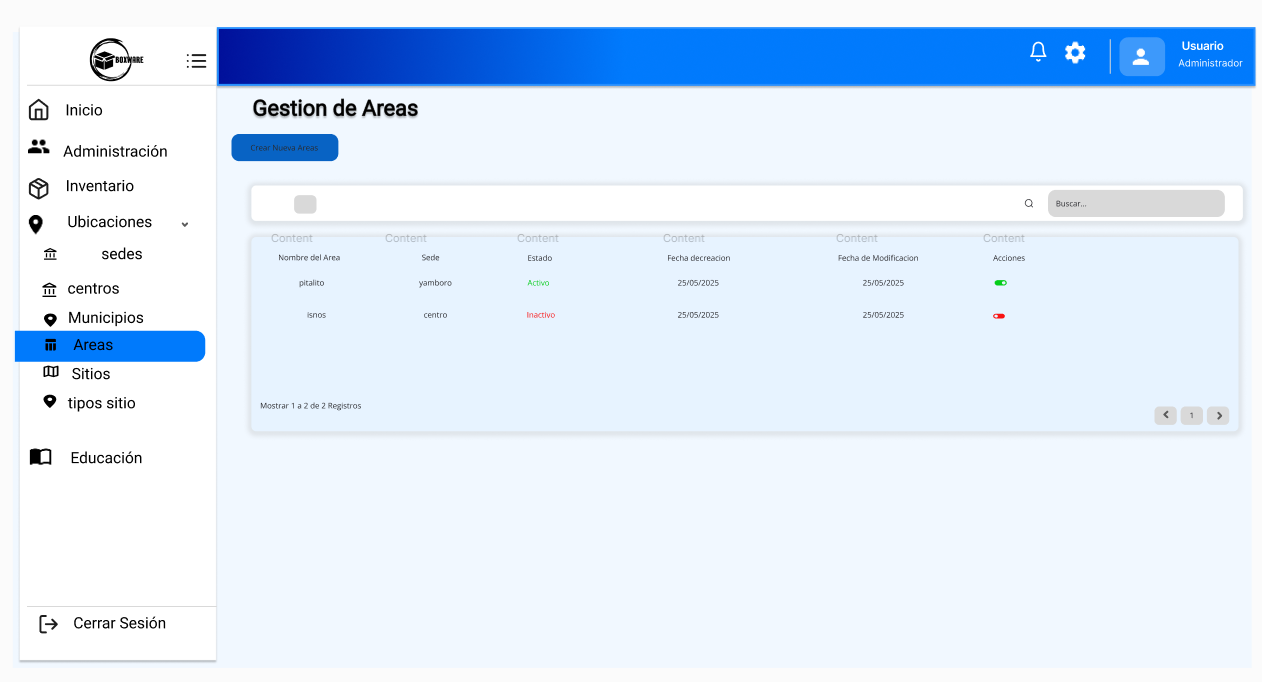 BOXWARE
Usuario
Administrador
Inicio
Administración
Inventario
Ubicaciones
sedes
centros
Municipios
Areas
Sitios
tipos sitio
Educación
Cerrar Sesión
Gestion de Areas
Crear Nueva Areas
Buscar...
Content Content Content Content Content Content
Nombre del Area Sede Estado Fecha decreacion Fecha de Modificacion Acciones
pitalito yamboro Activo 25/05/2025 25/05/2025
isnos centro Inactivo 25/05/2025 25/05/2025
Mostrar 1 a 2 de 2 Registros
1